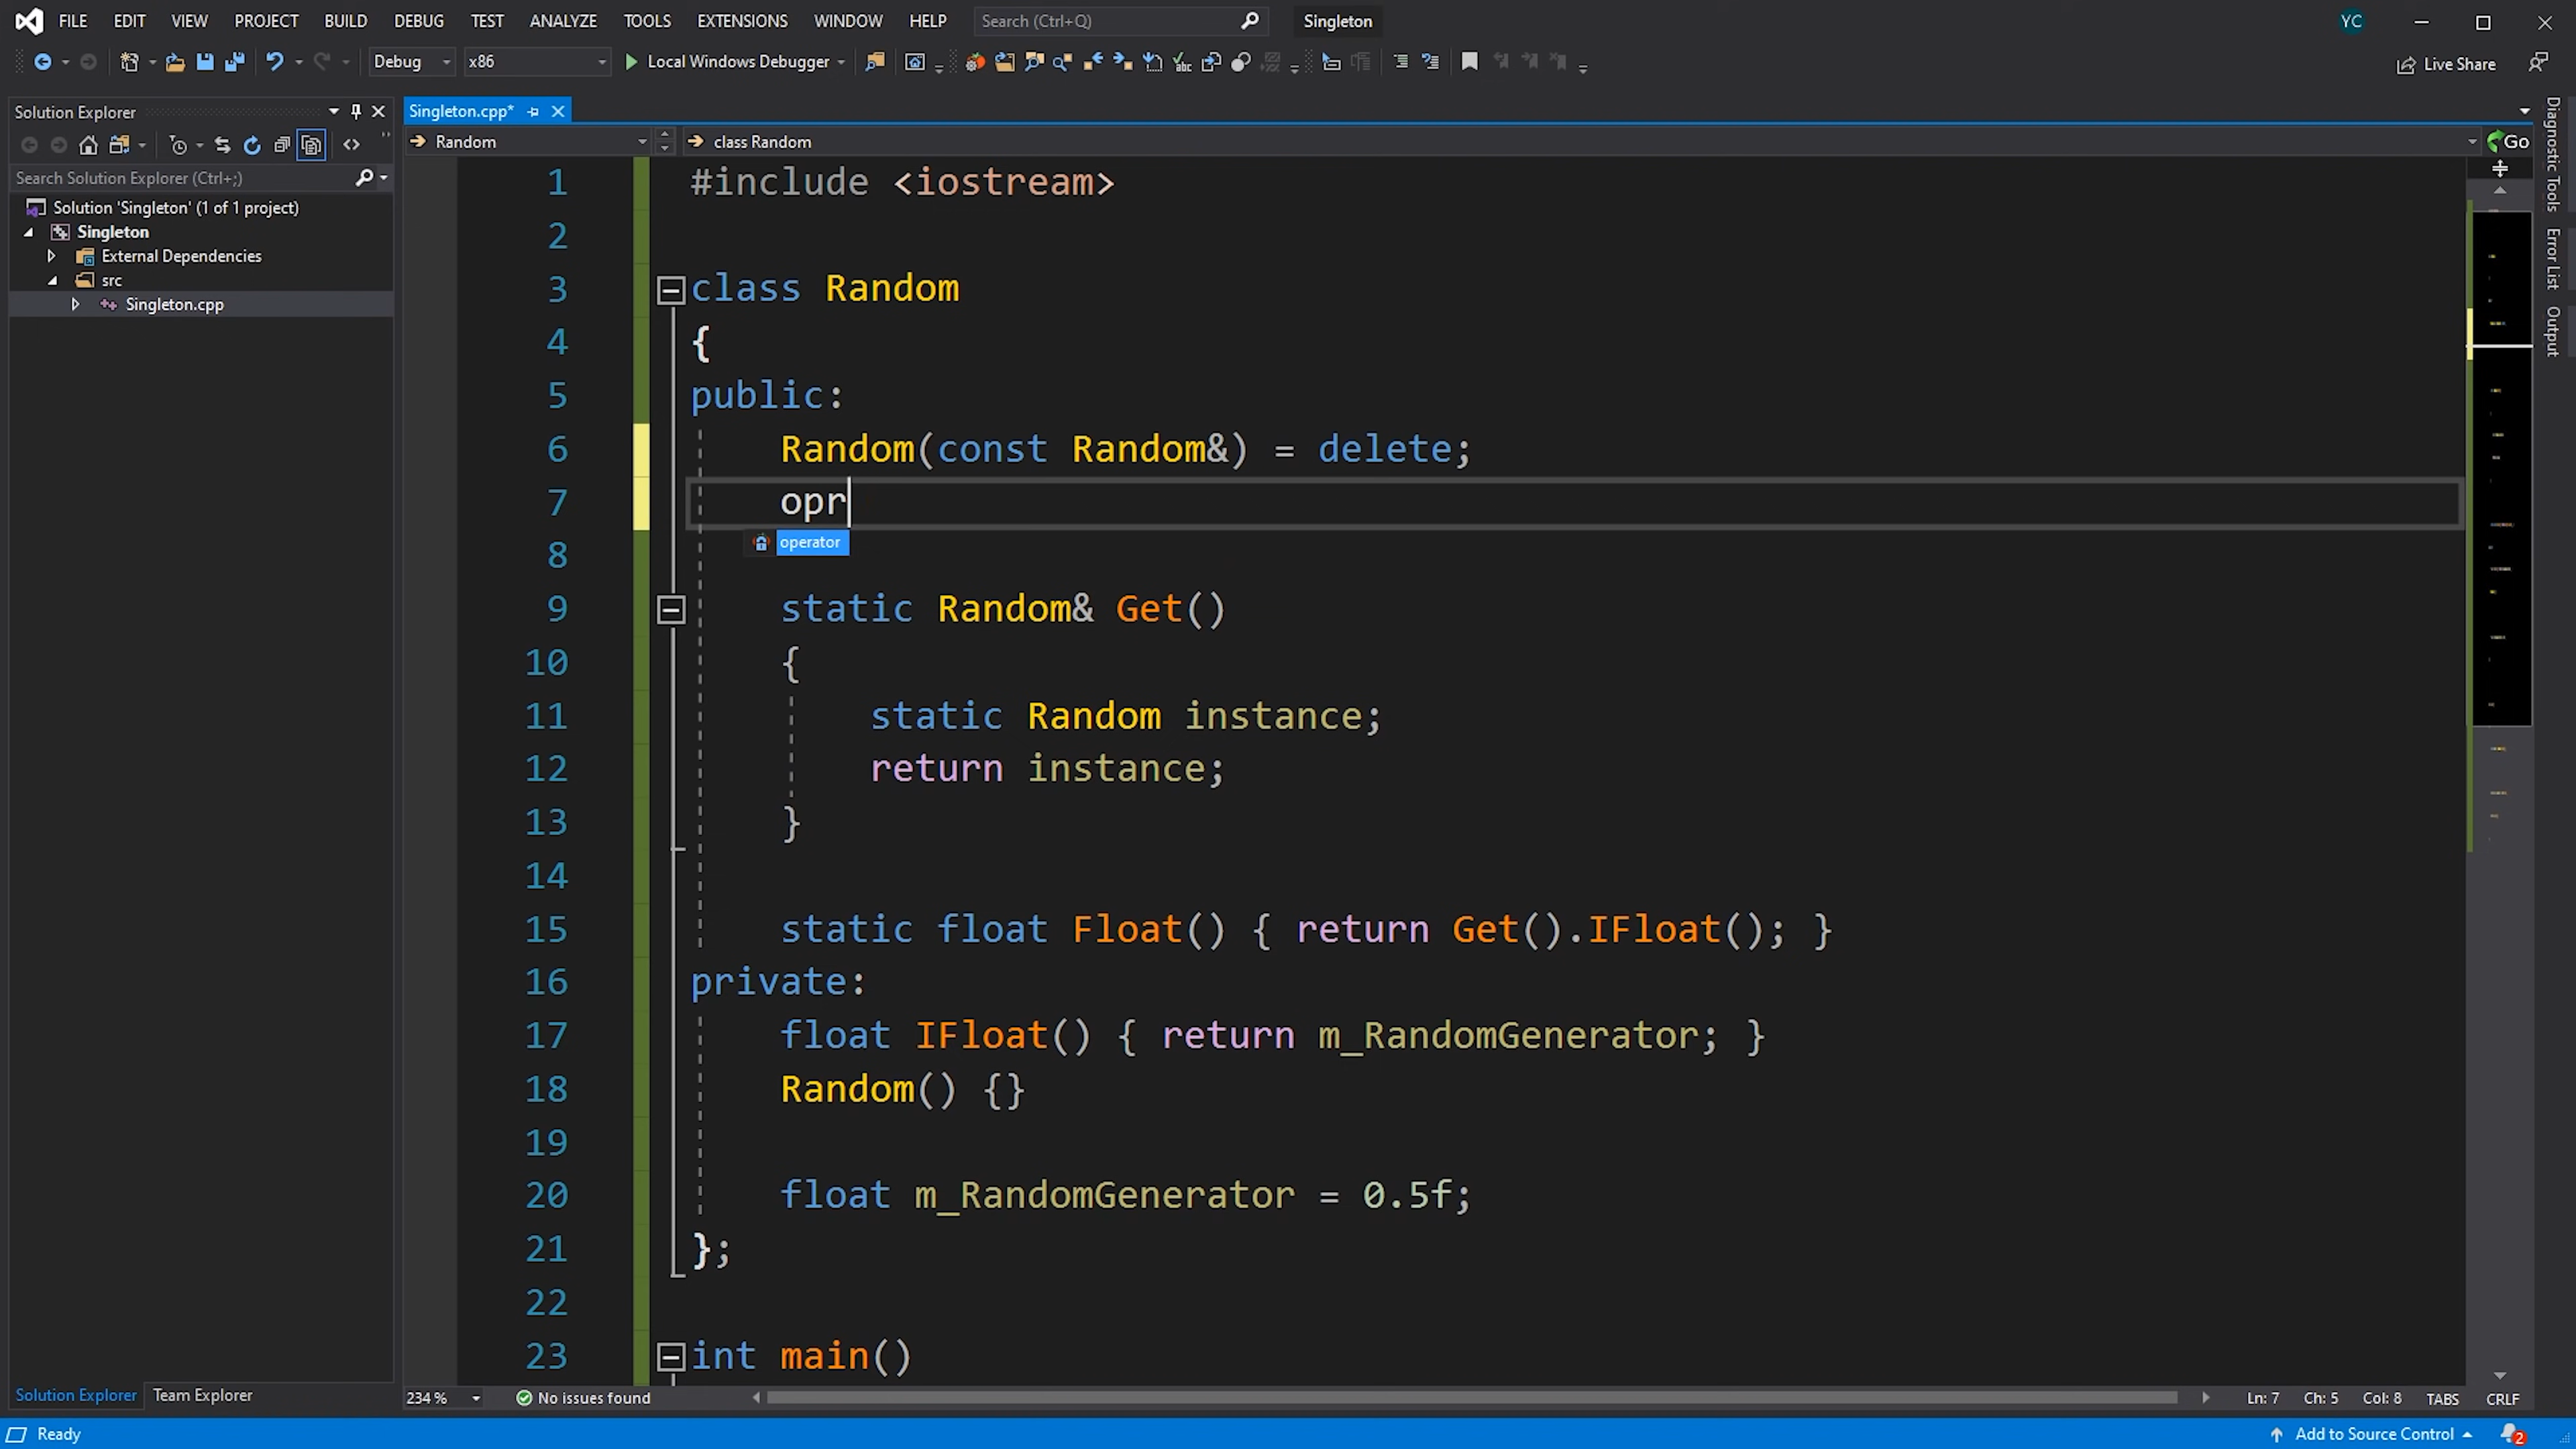 FILE EDIT VIEW PROJECT BUILD DEBUG TEST ANALYZE TOOLS EXTENSIONS WINDOW HELP Search (Ctrl+Q) Singleton YC
Debug x86 Local Windows Debugger Live Share
Solution Explorer
Search Solution Explorer (Ctrl+;)
Solution 'Singleton' (1 of 1 project)
Singleton
External Dependencies
src
Singleton.cpp
Solution Explorer Team Explorer
Singleton.cpp*
Random class Random Go
1 #include <iostream>
2
3 class Random
4 {
5 public:
6 Random(const Random&) = delete;
7 opr
operator
8
9 static Random& Get()
10 {
11 static Random instance;
12 return instance;
13 }
14
15 static float Float() { return Get().IFloat(); }
16 private:
17 float IFloat() { return m_RandomGenerator; }
18 Random() {}
19
20 float m_RandomGenerator = 0.5f;
21 };
22
23 int main()
Diagnostic Tools
Error List
Output
234 % No issues found Ln: 7 Ch: 5 Col: 8 TABS CRLF
Ready Add to Source Control 2